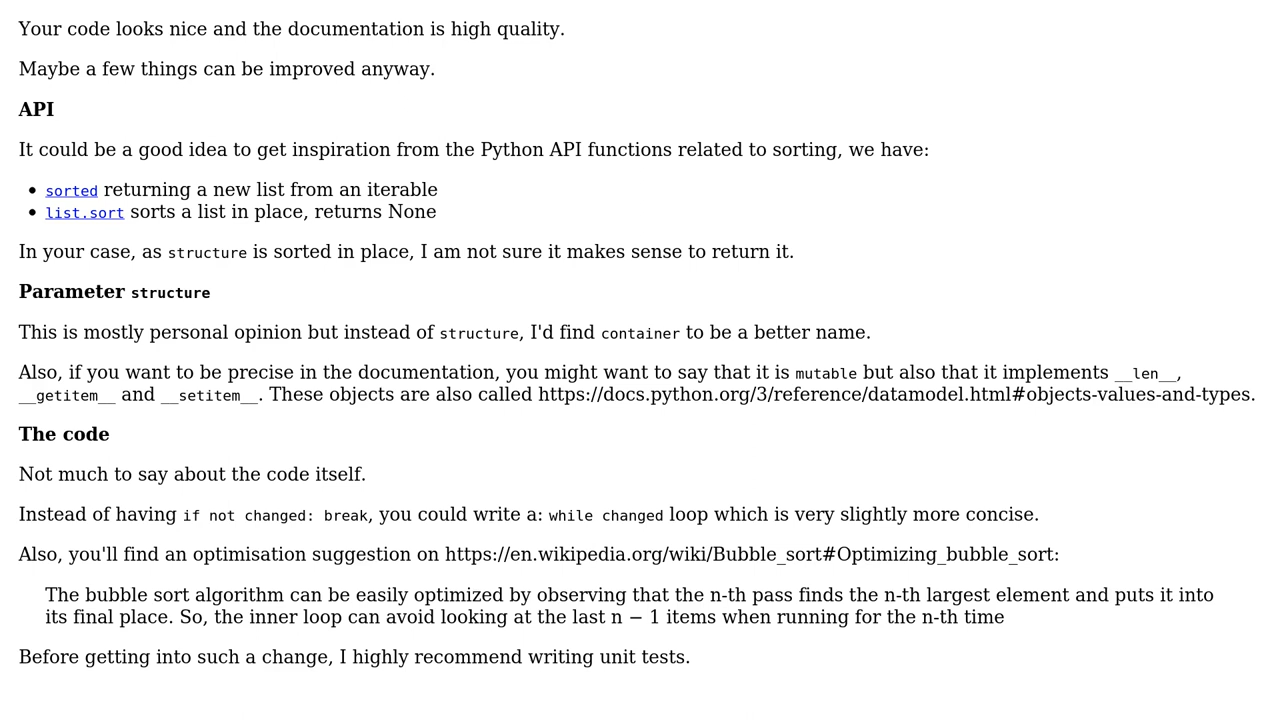 Your code looks nice and the documentation is high quality.
Maybe a few things can be improved anyway.
API
It could be a good idea to get inspiration from the Python API functions related to sorting, we have:
• sorted returning a new list from an iterable
• list.sort sorts a list in place, returns None
In your case, as structure is sorted in place, I am not sure it makes sense to return it.
Parameter structure
This is mostly personal opinion but instead of structure, I'd find container to be a better name.
Also, if you want to be precise in the documentation, you might want to say that it is mutable but also that it implements __len__,
__getitem__ and __setitem__. These objects are also called https://docs.python.org/3/reference/datamodel.html#objects-values-and-types.
The code
Not much to say about the code itself.
Instead of having if not changed: break, you could write a: while changed loop which is very slightly more concise.
Also, you'll find an optimisation suggestion on https://en.wikipedia.org/wiki/Bubble_sort#Optimizing_bubble_sort:
The bubble sort algorithm can be easily optimized by observing that the n-th pass finds the n-th largest element and puts it into
its final place. So, the inner loop can avoid looking at the last n − 1 items when running for the n-th time
Before getting into such a change, I highly recommend writing unit tests.